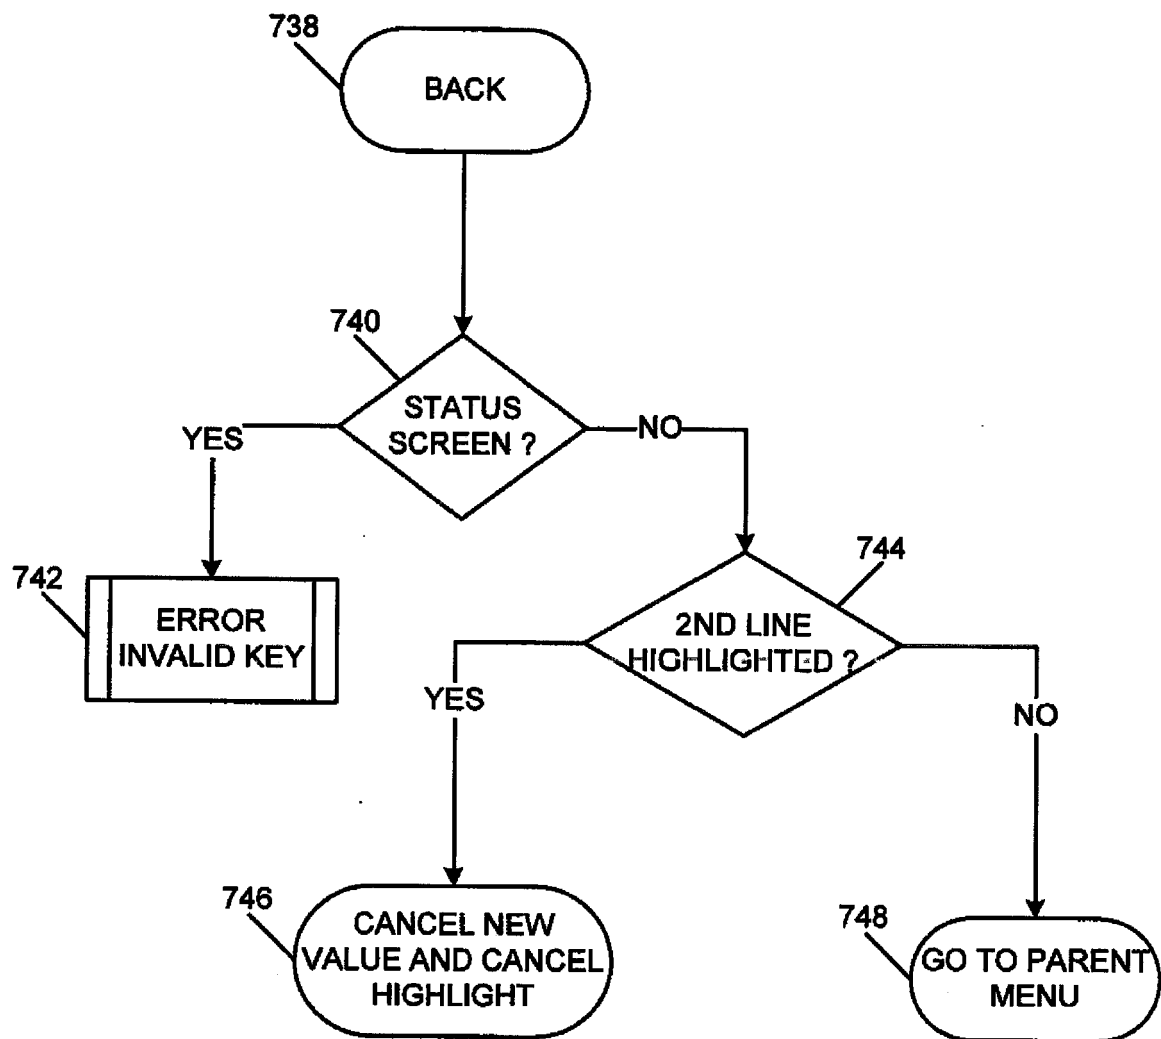 738
BACK
740
STATUS
SCREEN ?
YES
NO
742
ERROR
INVALID KEY
744
2ND LINE
HIGHLIGHTED ?
YES
NO
746
CANCEL NEW
VALUE AND CANCEL
HIGHLIGHT
748
GO TO PARENT
MENU